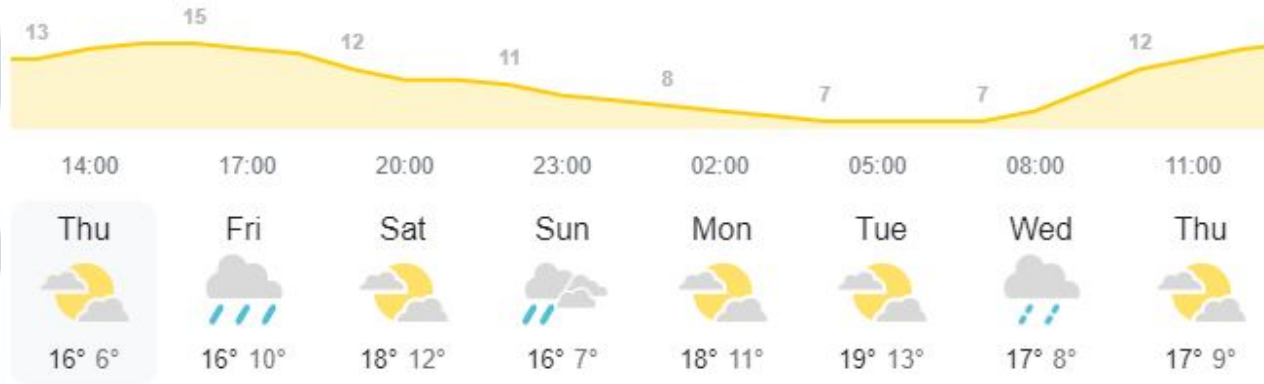 13 15 12 11 8 7 7 12
14:00 17:00 20:00 23:00 02:00 05:00 08:00 11:00
Thu Fri Sat Sun Mon Tue Wed Thu
16° 6° 16° 10° 18° 12° 16° 7° 18° 11° 19° 13° 17° 8° 17° 9°